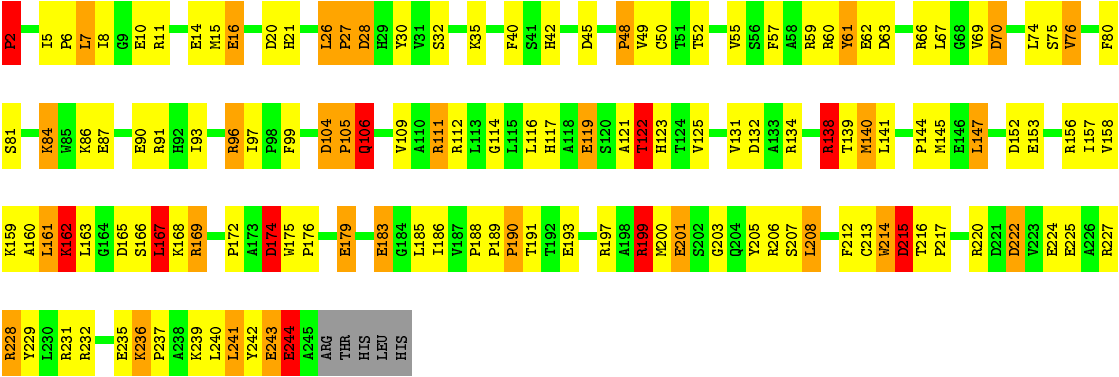 P2 I5 P6 L7 I8 G9 E10 R11 E14 M15 E16 D20 H21 L26 P27 D28 H29 Y30 V31 S32 K35 F40 S41 H42 D45 P48 V49 C50 T51 T52 V55 S56 F57 A58 R59 R60 Y61 E62 D63 R66 L67 G68 V69 D70 L74 S75 V76 F80
S81 K84 W85 K86 E87 E90 R91 H92 I93 R96 I97 P98 F99 D104 P105 Q106 V109 A110 R111 R112 L113 G114 L115 L116 H117 A118 E119 S120 A121 T122 H123 T124 V125 V131 D132 A133 R134 R138 T139 M140 L141 P144 M145 E146 L147 D152 E153 R156 I157 V158
K159 A160 L161 K162 L163 G164 D165 S166 L167 K168 R169 P172 A173 D174 W175 P176 E179 E183 G184 L185 I186 V187 P188 P189 P190 T191 T192 E193 R197 A198 R199 M200 E201 S202 G203 Q204 Y205 R206 S207 L208 F212 C213 W214 D215 T216 P217 R220 D221 D222 V223 E224 E225 A226 R227
R228 Y229 L230 R231 R232 E235 K236 P237 A238 K239 L240 L241 Y242 E243 E244 A245 ARG THR HIS LEU HIS